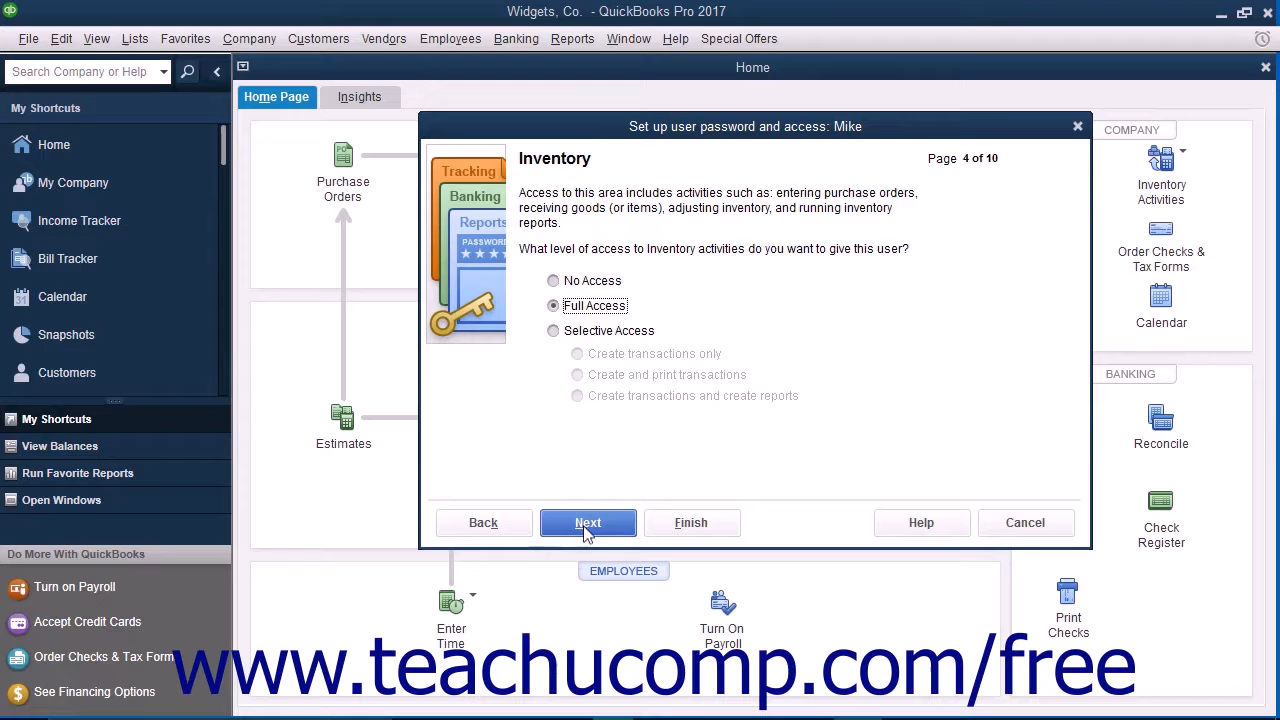 Widgets, Co. - QuickBooks Pro 2017
File Edit View Lists Favorites Company Customers Vendors Employees Banking Reports Window Help Special Offers
Search Company or Help
Home
My Shortcuts
Home
My Company
Income Tracker
Bill Tracker
Calendar
Snapshots
Customers
My Shortcuts
View Balances
Run Favorite Reports
Open Windows
Do More With QuickBooks
Turn on Payroll
Accept Credit Cards
Order Checks & Tax Form
See Financing Options
Home Page
Insights
PO
Purchase
Orders
Estimates
Set up user password and access: Mike
Tracking
Banking
Reports
PASSWORD
Inventory
Page 4 of 10
Access to this area includes activities such as: entering purchase orders,
receiving goods (or items), adjusting inventory, and running inventory
reports.
What level of access to Inventory activities do you want to give this user?
No Access
Full Access
Selective Access
Create transactions only
Create and print transactions
Create transactions and create reports
Back Next Finish Help Cancel
COMPANY
Inventory
Activities
Order Checks &
Tax Forms
Calendar
BANKING
Reconcile
Check
Register
Print
Checks
EMPLOYEES
Enter
Time
Turn On
Payroll
www.teachucomp.com/free